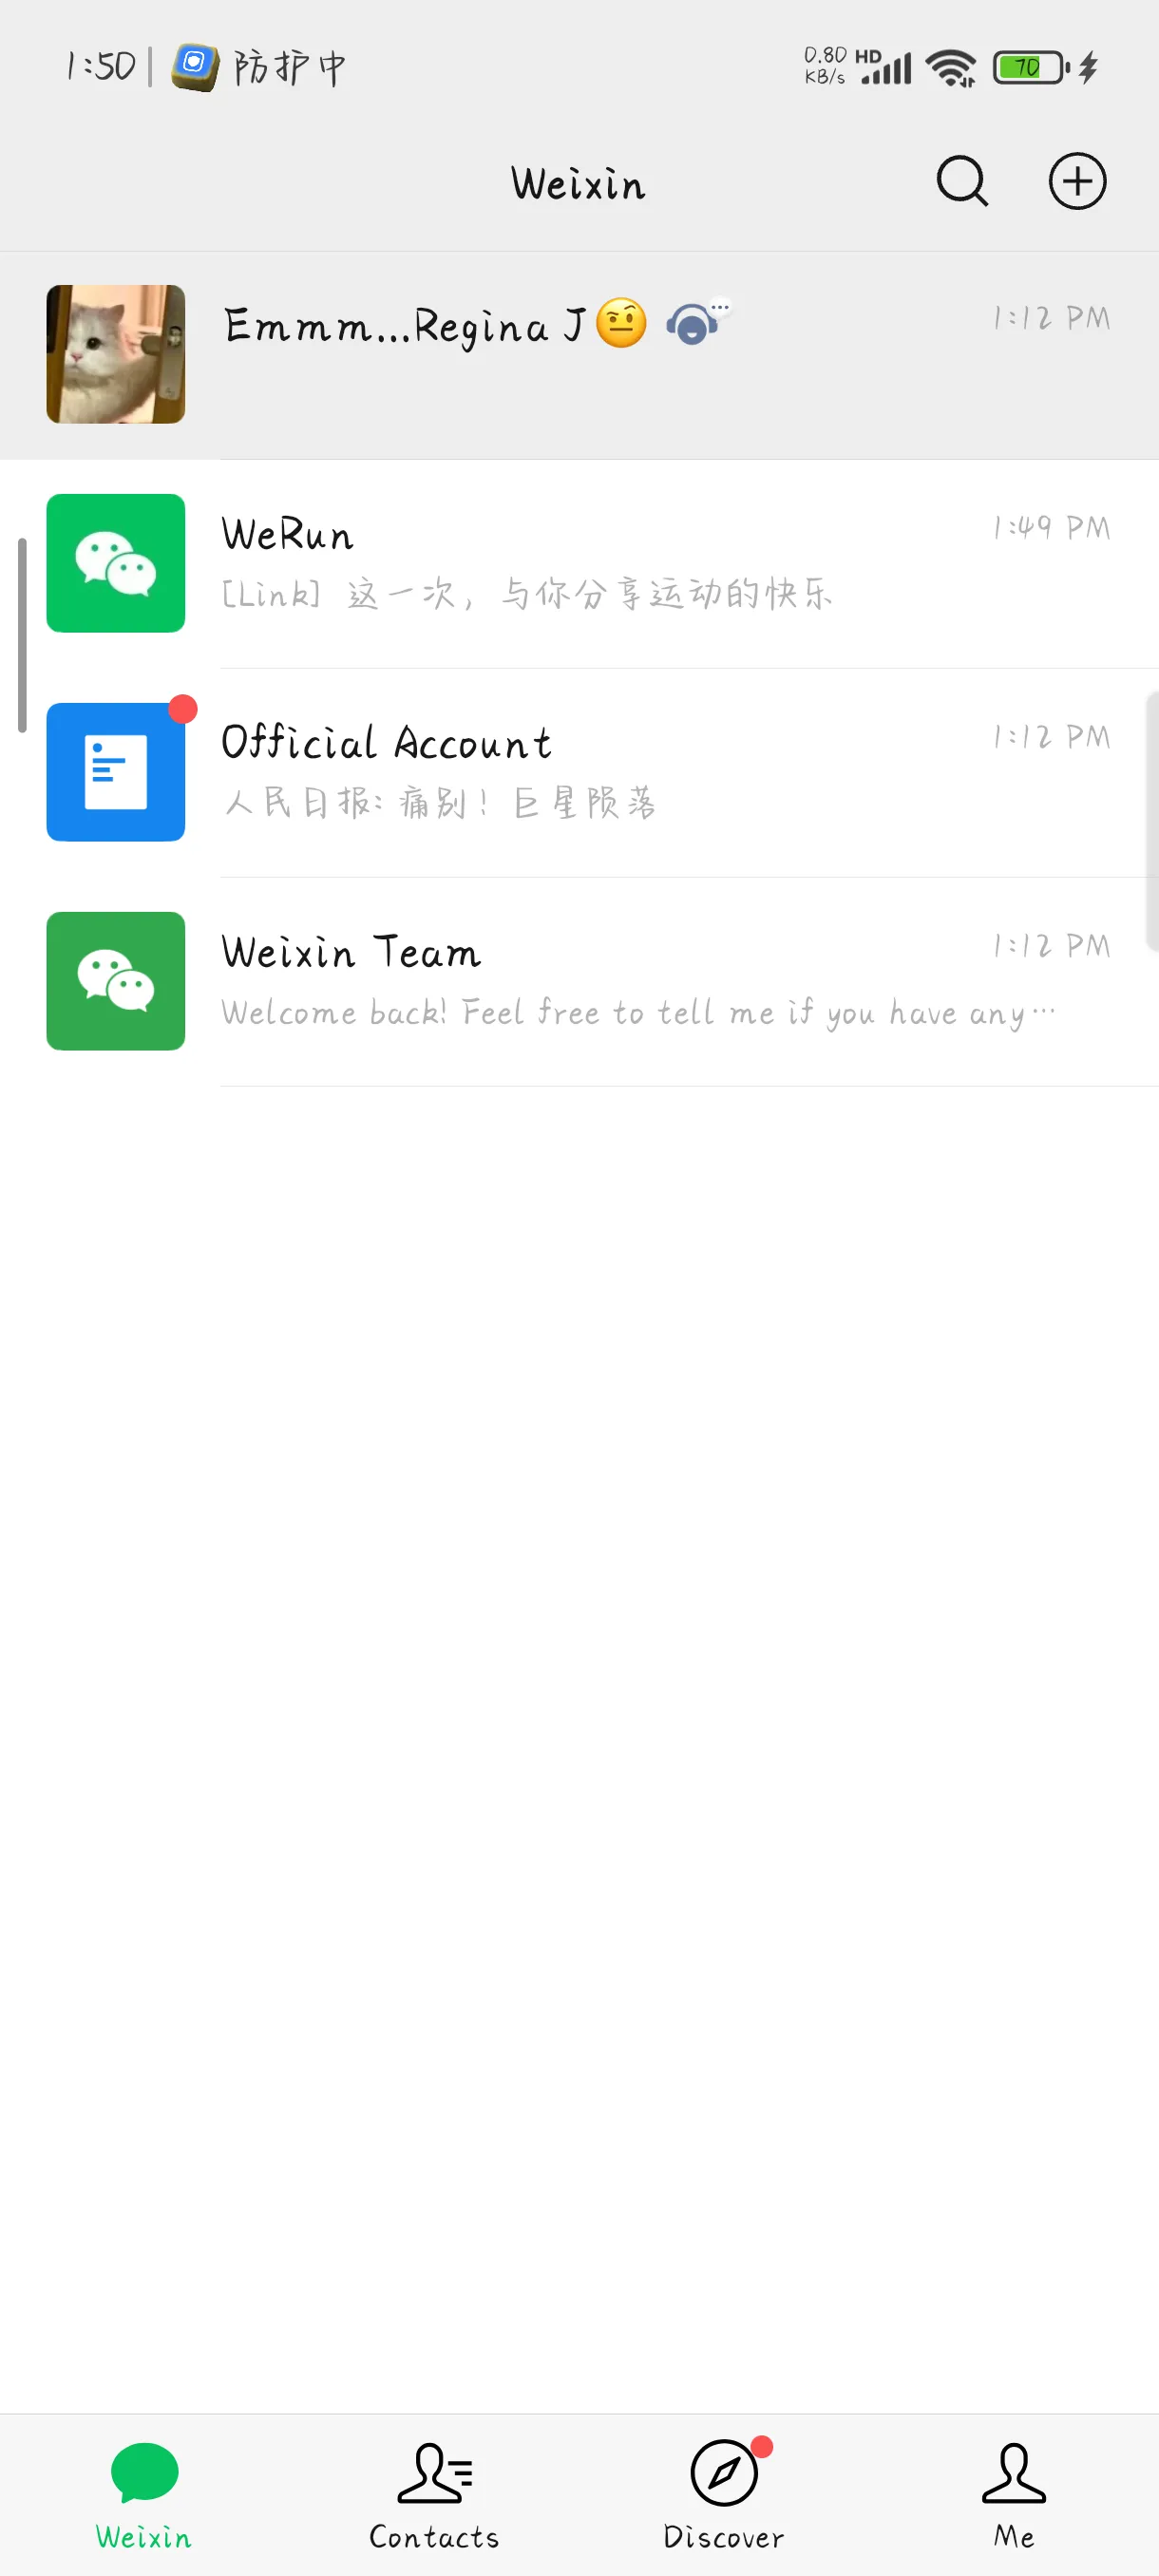 1:50 防护中 0.80 KB/s HD 70
Weixin
Emmm...Regina J🤨 1:12 PM
WeRun 1:49 PM
[Link] 这一次，与你分享运动的快乐
Official Account 1:12 PM
人民日报: 痛别！巨星陨落
Weixin Team 1:12 PM
Welcome back! Feel free to tell me if you have any…
Weixin Contacts Discover Me